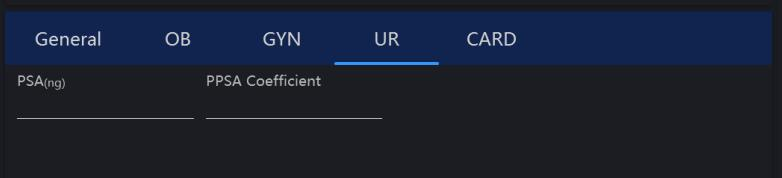 General OB GYN UR CARD
PSA(ng) PPSA Coefficient